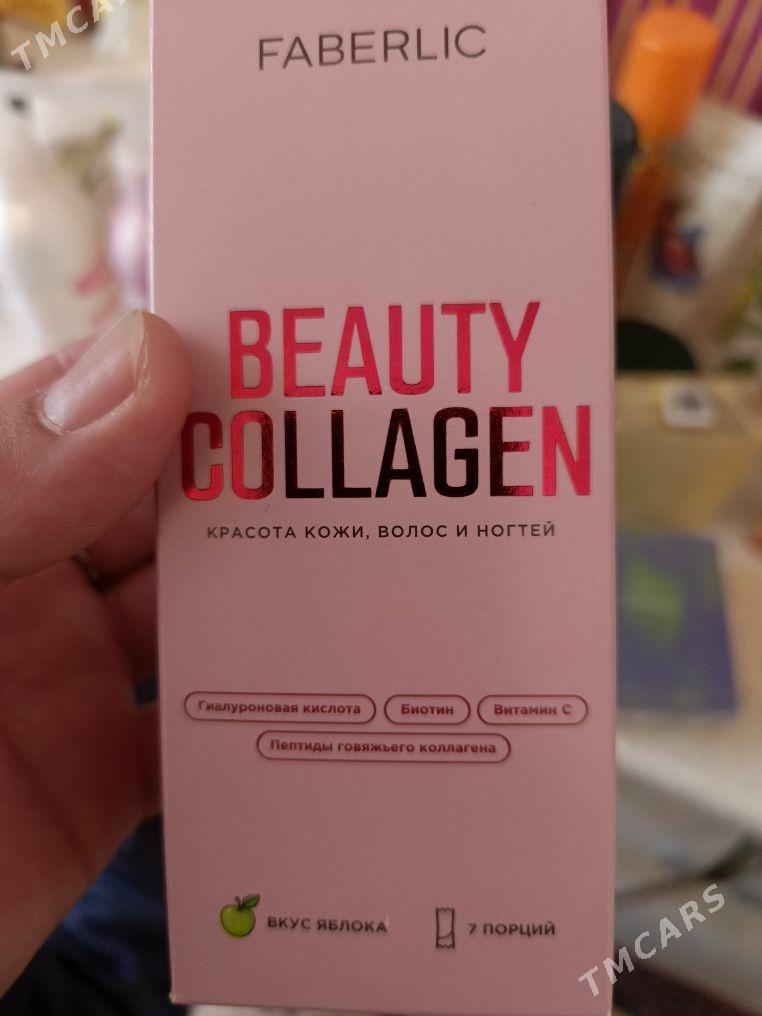 TMCARS
FABERLIC
BEAUTY
COLLAGEN
КРАСОТА КОЖИ, ВОЛОС И НОГТЕЙ
Гиалуроновая кислота Биотин Витамин С
Пептиды говяжьего коллагена
ВКУС ЯБЛОКА 7 ПОРЦИЙ
TMCARS